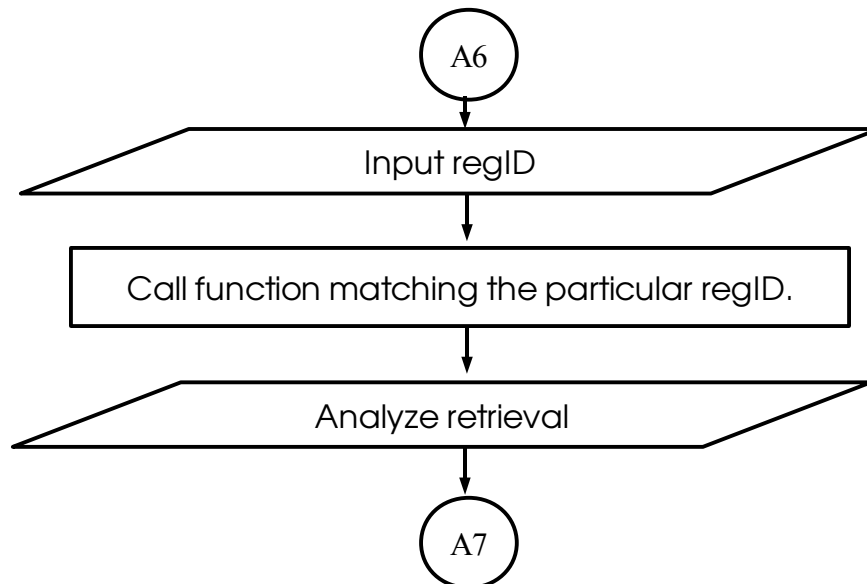 A6
Input regID
Call function matching the particular regID.
Analyze retrieval
A7